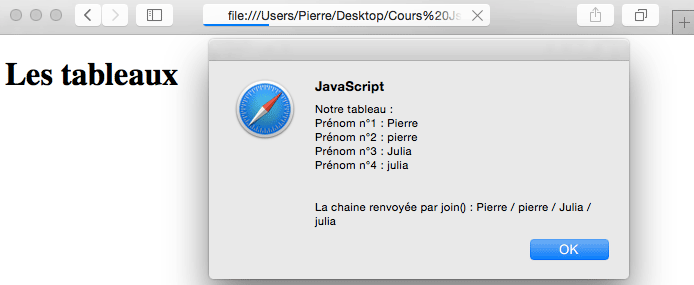 file:///Users/Pierre/Desktop/Cours%20Js
Les tableaux
JavaScript
Notre tableau :
Prénom n°1 : Pierre
Prénom n°2 : pierre
Prénom n°3 : Julia
Prénom n°4 : julia
La chaine renvoyée par join() : Pierre / pierre / Julia /
julia
OK